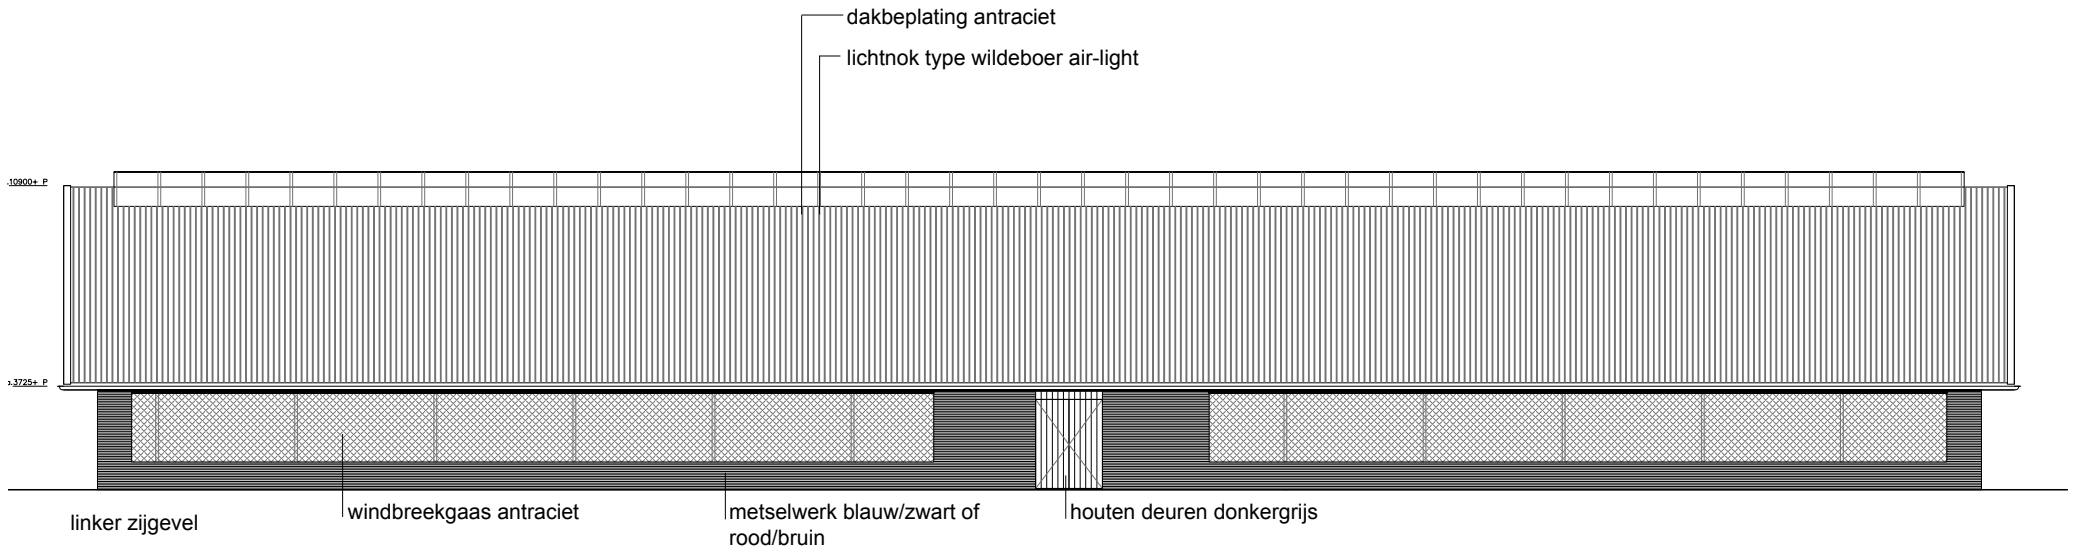 dakbeplating antraciet
lichtnok type wildeboer air-light
10900+ P
3725+ P
windbreekgaas antraciet
metselwerk blauw/zwart of
rood/bruin
houten deuren donkergrijs
linker zijgevel